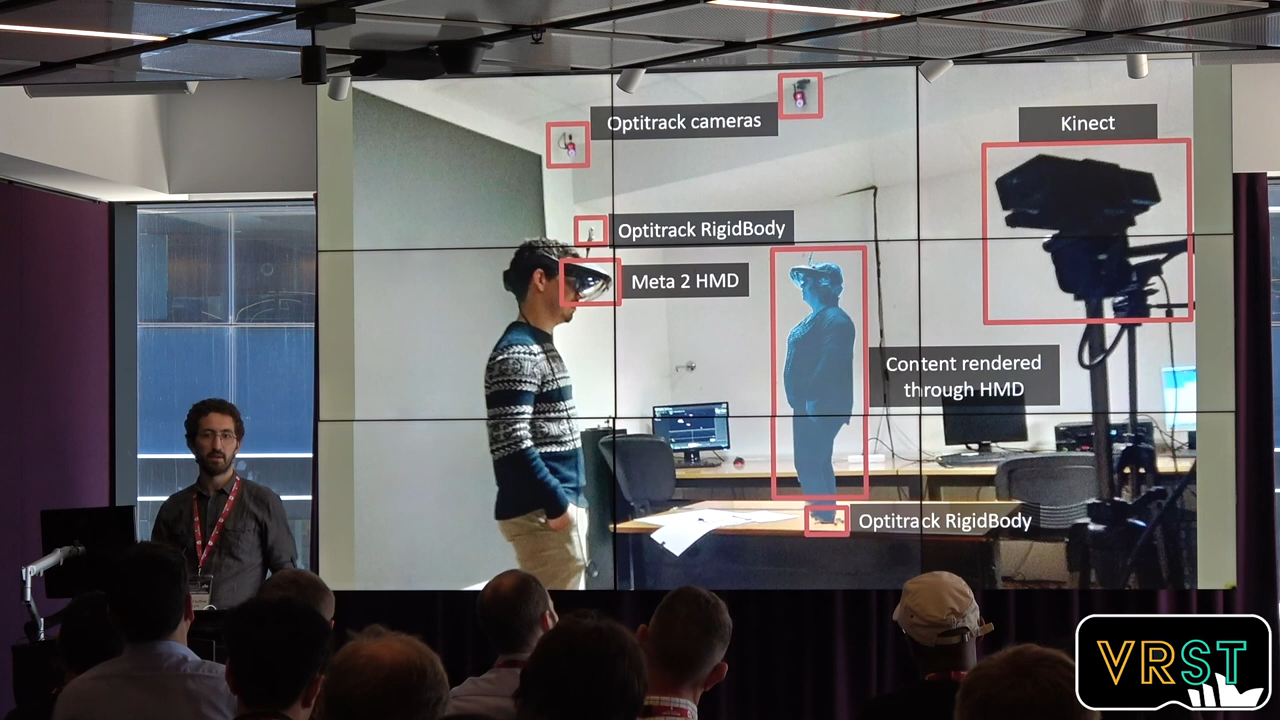 Optitrack cameras
Kinect
Optitrack RigidBody
Meta 2 HMD
Content rendered
through HMD
Optitrack RigidBody
VRST